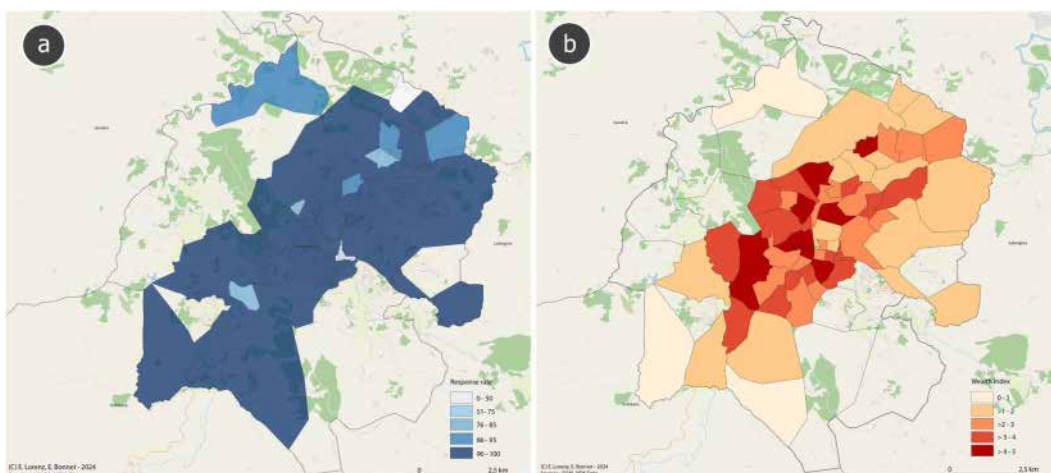 a
Response rate
0 - 50
51 - 75
76 - 85
86 - 95
96 - 100
(C) E. Lorenz, E. Bonnet - 2024
0
2,5 km
b
Wealth index
0 - 1
>1 - 2
>2 - 3
> 3 - 4
> 4 - 5
(C) E. Lorenz, E. Bonnet - 2024
0
2,5 km